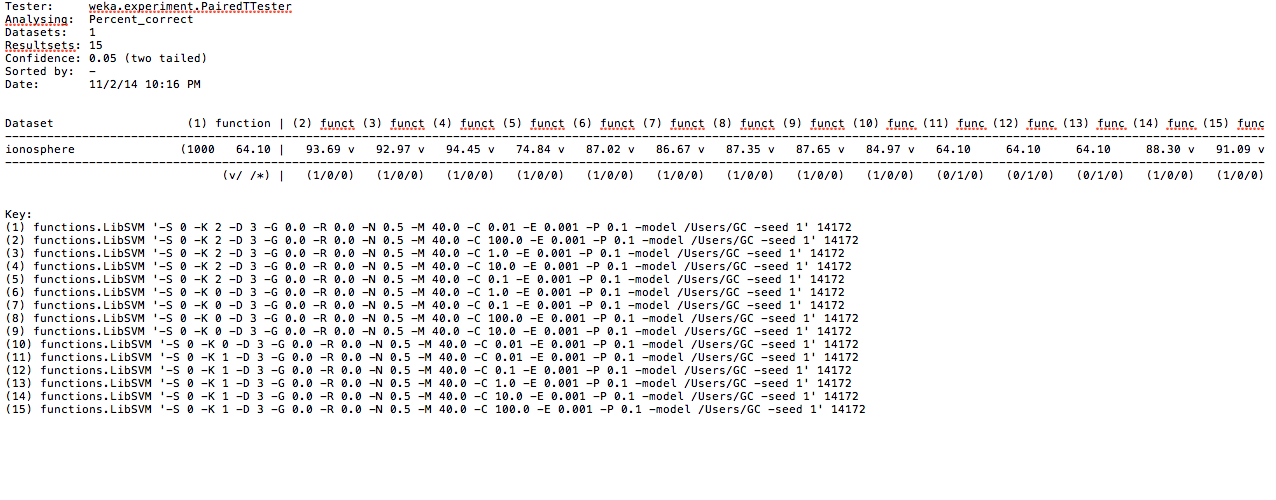 Tester:     weka.experiment.PairedTTester
Analysing:  Percent_correct
Datasets:   1
Resultsets: 15
Confidence: 0.05 (two tailed)
Sorted by:  -
Date:       11/2/14 10:16 PM
Dataset                   (1) function | (2) funct (3) funct (4) funct (5) funct (6) funct (7) funct (8) funct (9) funct (10) func (11) func (12) func (13) func (14) func (15) func
ionosphere               (1000   64.10 |   93.69 v   92.97 v   94.45 v   74.84 v   87.02 v   86.67 v   87.35 v   87.65 v   84.97 v   64.10     64.10     64.10     88.30 v   91.09 v
(v/ /*) |   (1/0/0)   (1/0/0)   (1/0/0)   (1/0/0)   (1/0/0)   (1/0/0)   (1/0/0)   (1/0/0)   (1/0/0)   (0/1/0)   (0/1/0)   (0/1/0)   (1/0/0)   (1/0/0)
Key:
(1) functions.LibSVM '-S 0 -K 2 -D 3 -G 0.0 -R 0.0 -N 0.5 -M 40.0 -C 0.01 -E 0.001 -P 0.1 -model /Users/GC -seed 1' 14172
(2) functions.LibSVM '-S 0 -K 2 -D 3 -G 0.0 -R 0.0 -N 0.5 -M 40.0 -C 100.0 -E 0.001 -P 0.1 -model /Users/GC -seed 1' 14172
(3) functions.LibSVM '-S 0 -K 2 -D 3 -G 0.0 -R 0.0 -N 0.5 -M 40.0 -C 1.0 -E 0.001 -P 0.1 -model /Users/GC -seed 1' 14172
(4) functions.LibSVM '-S 0 -K 2 -D 3 -G 0.0 -R 0.0 -N 0.5 -M 40.0 -C 10.0 -E 0.001 -P 0.1 -model /Users/GC -seed 1' 14172
(5) functions.LibSVM '-S 0 -K 2 -D 3 -G 0.0 -R 0.0 -N 0.5 -M 40.0 -C 0.1 -E 0.001 -P 0.1 -model /Users/GC -seed 1' 14172
(6) functions.LibSVM '-S 0 -K 0 -D 3 -G 0.0 -R 0.0 -N 0.5 -M 40.0 -C 1.0 -E 0.001 -P 0.1 -model /Users/GC -seed 1' 14172
(7) functions.LibSVM '-S 0 -K 0 -D 3 -G 0.0 -R 0.0 -N 0.5 -M 40.0 -C 0.1 -E 0.001 -P 0.1 -model /Users/GC -seed 1' 14172
(8) functions.LibSVM '-S 0 -K 0 -D 3 -G 0.0 -R 0.0 -N 0.5 -M 40.0 -C 100.0 -E 0.001 -P 0.1 -model /Users/GC -seed 1' 14172
(9) functions.LibSVM '-S 0 -K 0 -D 3 -G 0.0 -R 0.0 -N 0.5 -M 40.0 -C 10.0 -E 0.001 -P 0.1 -model /Users/GC -seed 1' 14172
(10) functions.LibSVM '-S 0 -K 0 -D 3 -G 0.0 -R 0.0 -N 0.5 -M 40.0 -C 0.01 -E 0.001 -P 0.1 -model /Users/GC -seed 1' 14172
(11) functions.LibSVM '-S 0 -K 1 -D 3 -G 0.0 -R 0.0 -N 0.5 -M 40.0 -C 0.01 -E 0.001 -P 0.1 -model /Users/GC -seed 1' 14172
(12) functions.LibSVM '-S 0 -K 1 -D 3 -G 0.0 -R 0.0 -N 0.5 -M 40.0 -C 0.1 -E 0.001 -P 0.1 -model /Users/GC -seed 1' 14172
(13) functions.LibSVM '-S 0 -K 1 -D 3 -G 0.0 -R 0.0 -N 0.5 -M 40.0 -C 1.0 -E 0.001 -P 0.1 -model /Users/GC -seed 1' 14172
(14) functions.LibSVM '-S 0 -K 1 -D 3 -G 0.0 -R 0.0 -N 0.5 -M 40.0 -C 10.0 -E 0.001 -P 0.1 -model /Users/GC -seed 1' 14172
(15) functions.LibSVM '-S 0 -K 1 -D 3 -G 0.0 -R 0.0 -N 0.5 -M 40.0 -C 100.0 -E 0.001 -P 0.1 -model /Users/GC -seed 1' 14172